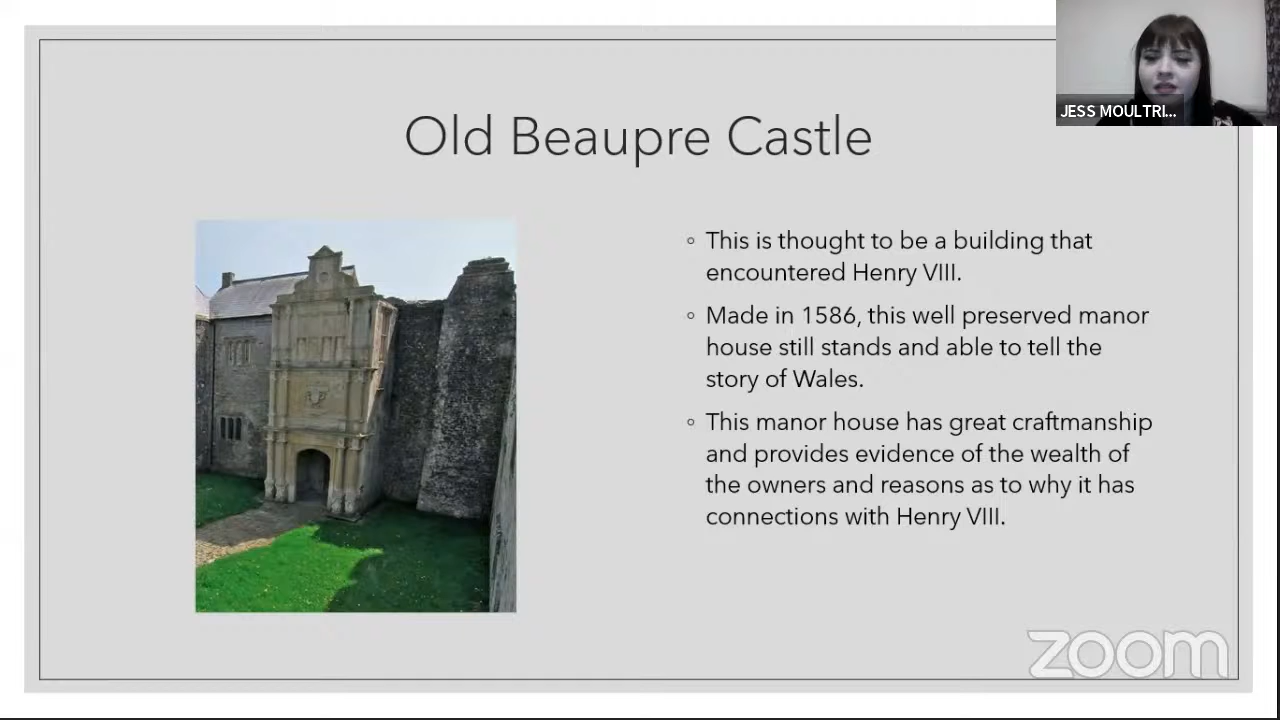 JESS MOULTRI...
Old Beaupre Castle
This is thought to be a building that
encountered Henry VIII.
Made in 1586, this well preserved manor
house still stands and able to tell the
story of Wales.
This manor house has great craftmanship
and provides evidence of the wealth of
the owners and reasons as to why it has
connections with Henry VIII.
zoom